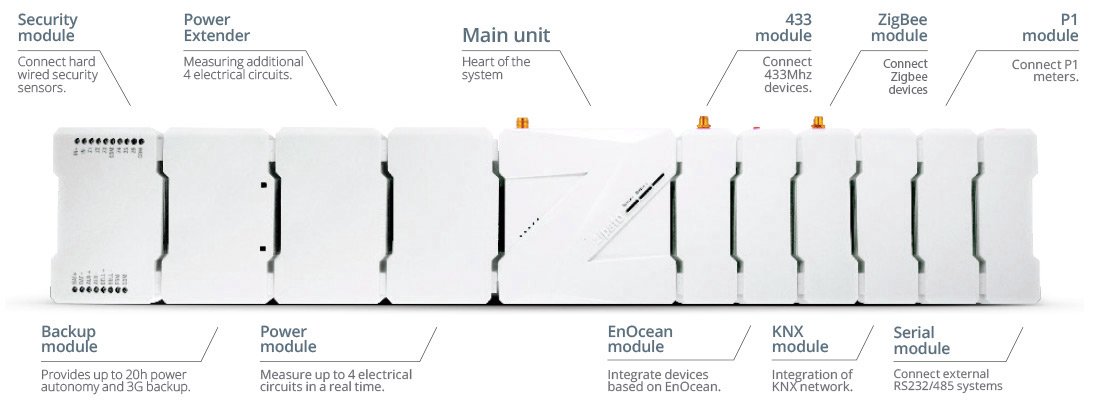 Security
module
Connect hard
wired security
sensors.
Power
Extender
Measuring additional
4 electrical circuits.
Main unit
Heart of the
system
433
module
Connect
433Mhz
devices.
ZigBee
module
Connect
Zigbee
devices
P1
module
Connect P1
meters.
Backup
module
Provides up to 20h power
autonomy and 3G backup.
Power
module
Measure up to 4 electrical
circuits in a real time.
EnOcean
module
Integrate devices
based on EnOcean.
KNX
module
Integration of
KNX network.
Serial
module
Connect external
RS232/485 systems